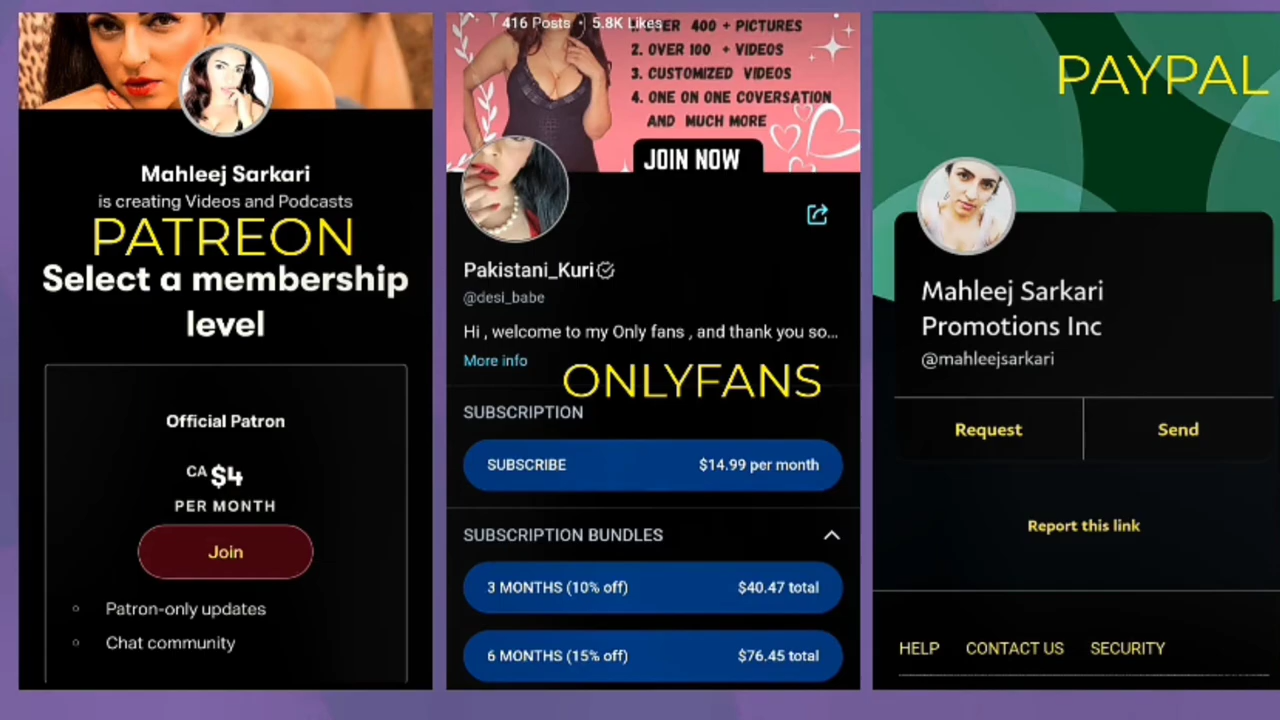 Mahleej Sarkari
is creating Videos and Podcasts
PATREON
Select a membership
level
Official Patron
CA $4
PER MONTH
Join
Patron-only updates
Chat community
416 Posts • 5.8K Likes
1. OVER 400 + PICTURES
2. OVER 100 + VIDEOS
3. CUSTOMIZED VIDEOS
4. ONE ON ONE COVERSATION
AND MUCH MORE
JOIN NOW
Pakistani_Kuri
@desi_babe
Hi , welcome to my Only fans , and thank you so...
More info
ONLYFANS
SUBSCRIPTION
SUBSCRIBE $14.99 per month
SUBSCRIPTION BUNDLES
3 MONTHS (10% off) $40.47 total
6 MONTHS (15% off) $76.45 total
PAYPAL
Mahleej Sarkari
Promotions Inc
@mahleejsarkari
Request Send
Report this link
HELP CONTACT US SECURITY